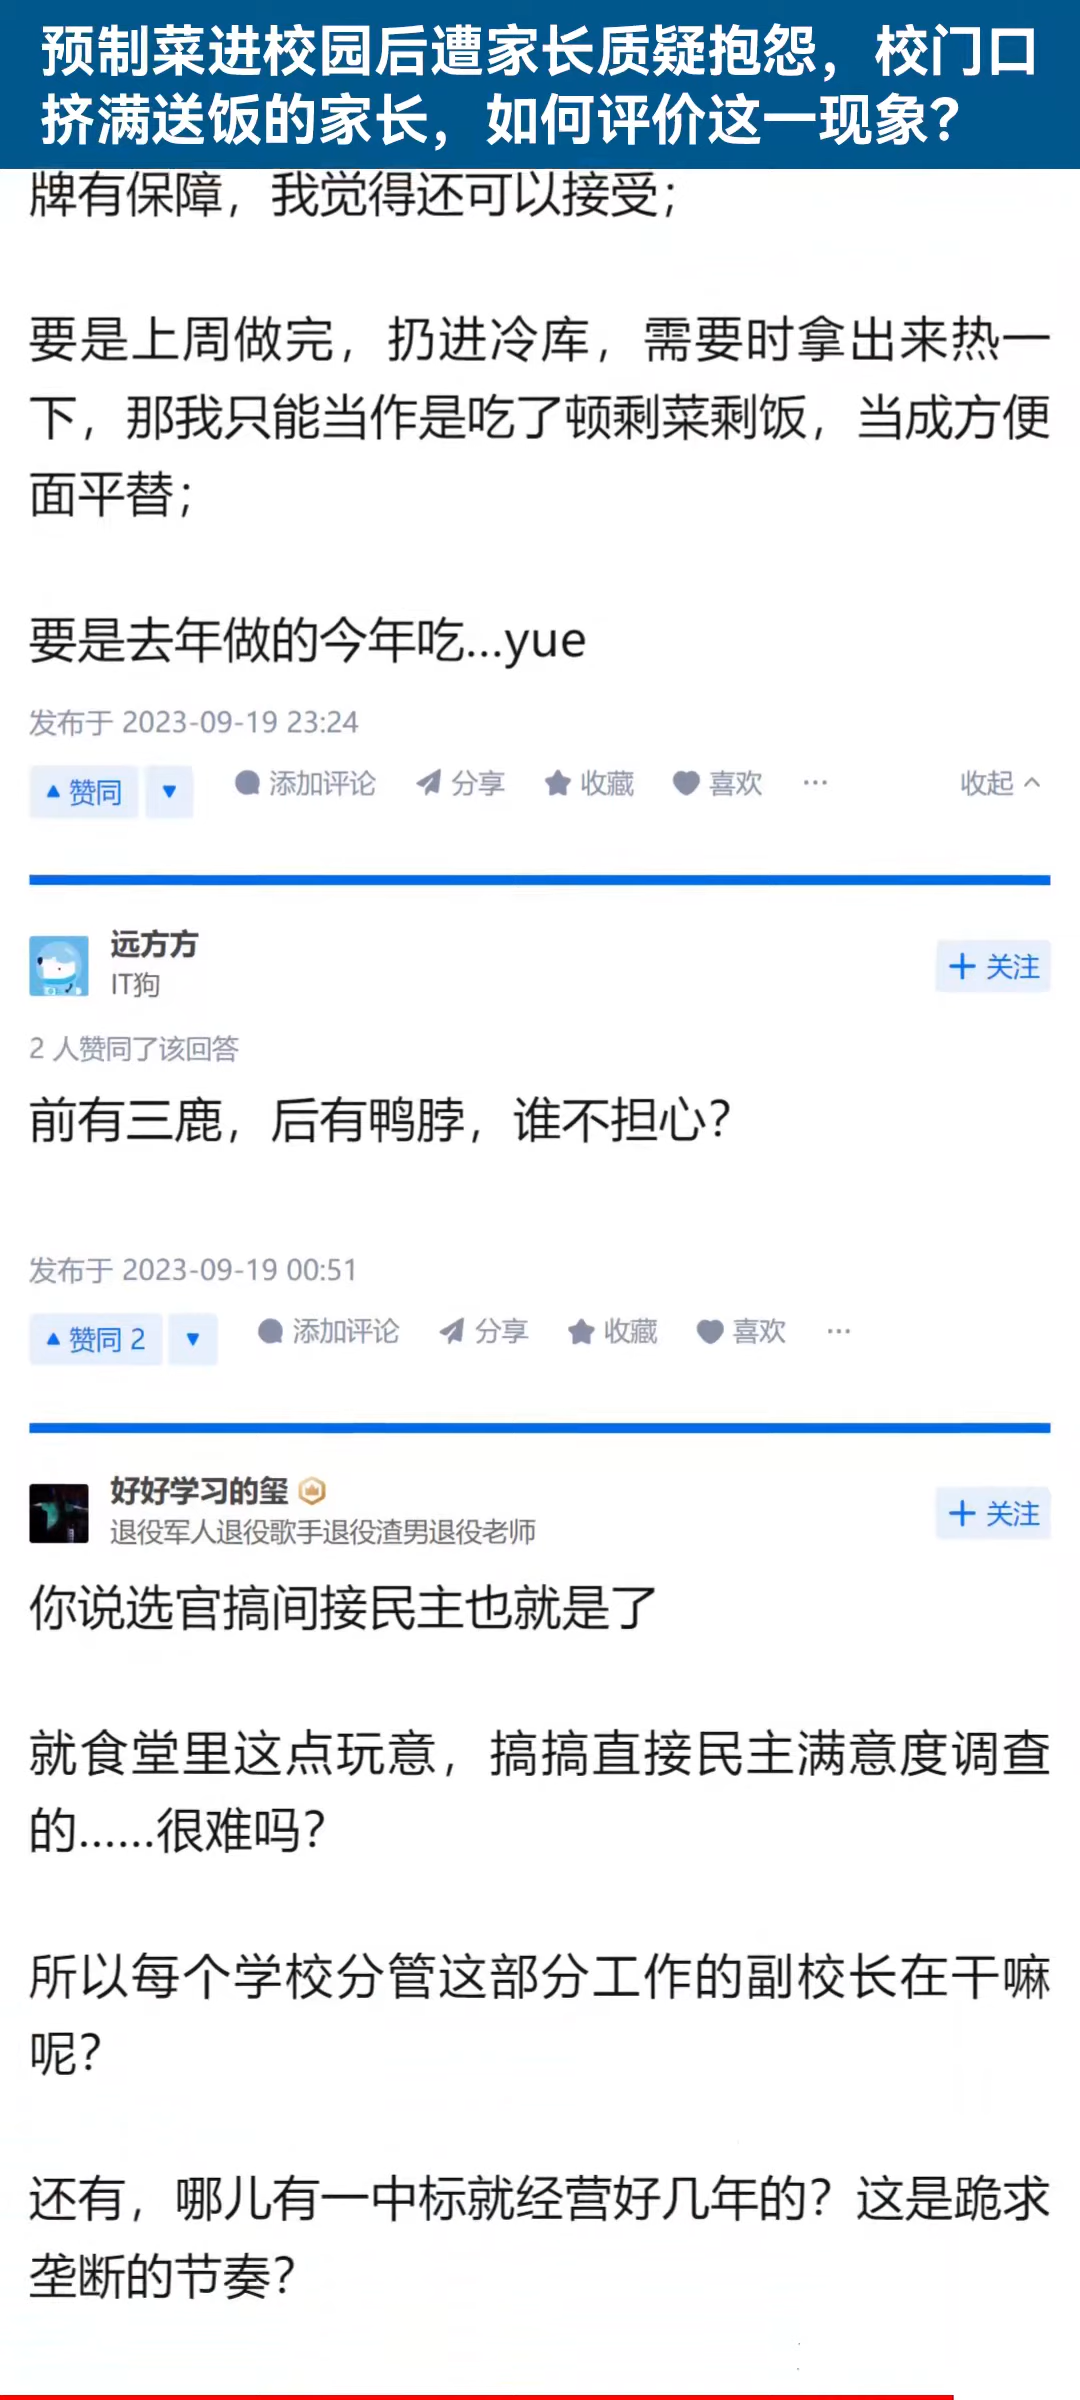 预制菜进校园后遭家长质疑抱怨，校门口
挤满送饭的家长，如何评价这一现象？
牌有保障，我觉得还可以接受；
要是上周做完，扔进冷库，需要时拿出来热一
下，那我只能当作是吃了顿剩菜剩饭，当成方便
面平替；
要是去年做的今年吃...yue
发布于 2023-09-19 23:24
赞同 添加评论 分享 收藏 喜欢 ... 收起
远方方
IT狗
关注
2 人赞同了该回答
前有三鹿，后有鸭脖，谁不担心？
发布于 2023-09-19 00:51
赞同 2 添加评论 分享 收藏 喜欢 ...
好好学习的玺
退役军人退役歌手退役渣男退役老师
关注
你说选官搞间接民主也就是了
就食堂里这点玩意，搞搞直接民主满意度调查
的......很难吗？
所以每个学校分管这部分工作的副校长在干嘛
呢？
还有，哪儿有一中标就经营好几年的？这是跪求
垄断的节奏？